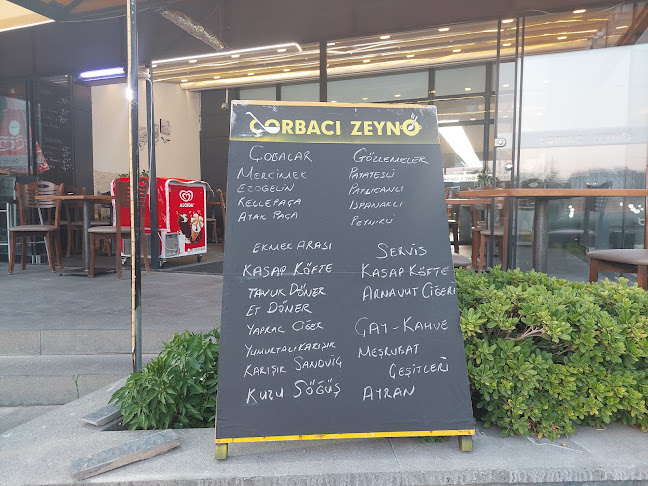 ÇORBACI ZEYNO
ÇOBALAR
MERCİMEK
EZOGELİN
KELLEPAÇA
AYAK PAÇA
GÖZLEMELER
PATATESLİ
PATLICANLI
ISPANAKLI
PEYNİRLİ
EKMEK ARASI
KASAP KÖFTE
TAVUK DÖNER
ET DÖNER
YAPRAK CİĞER
YUMURTALI KARIŞIK
KARIŞIK SANDVİÇ
KUZU SÖĞÜŞ
SERVİS
KASAP KÖFTE
ARNAVUT CİĞERİ
ÇAY-KAHVE
MEŞRUBAT
ÇEŞİTLERİ
AYRAN